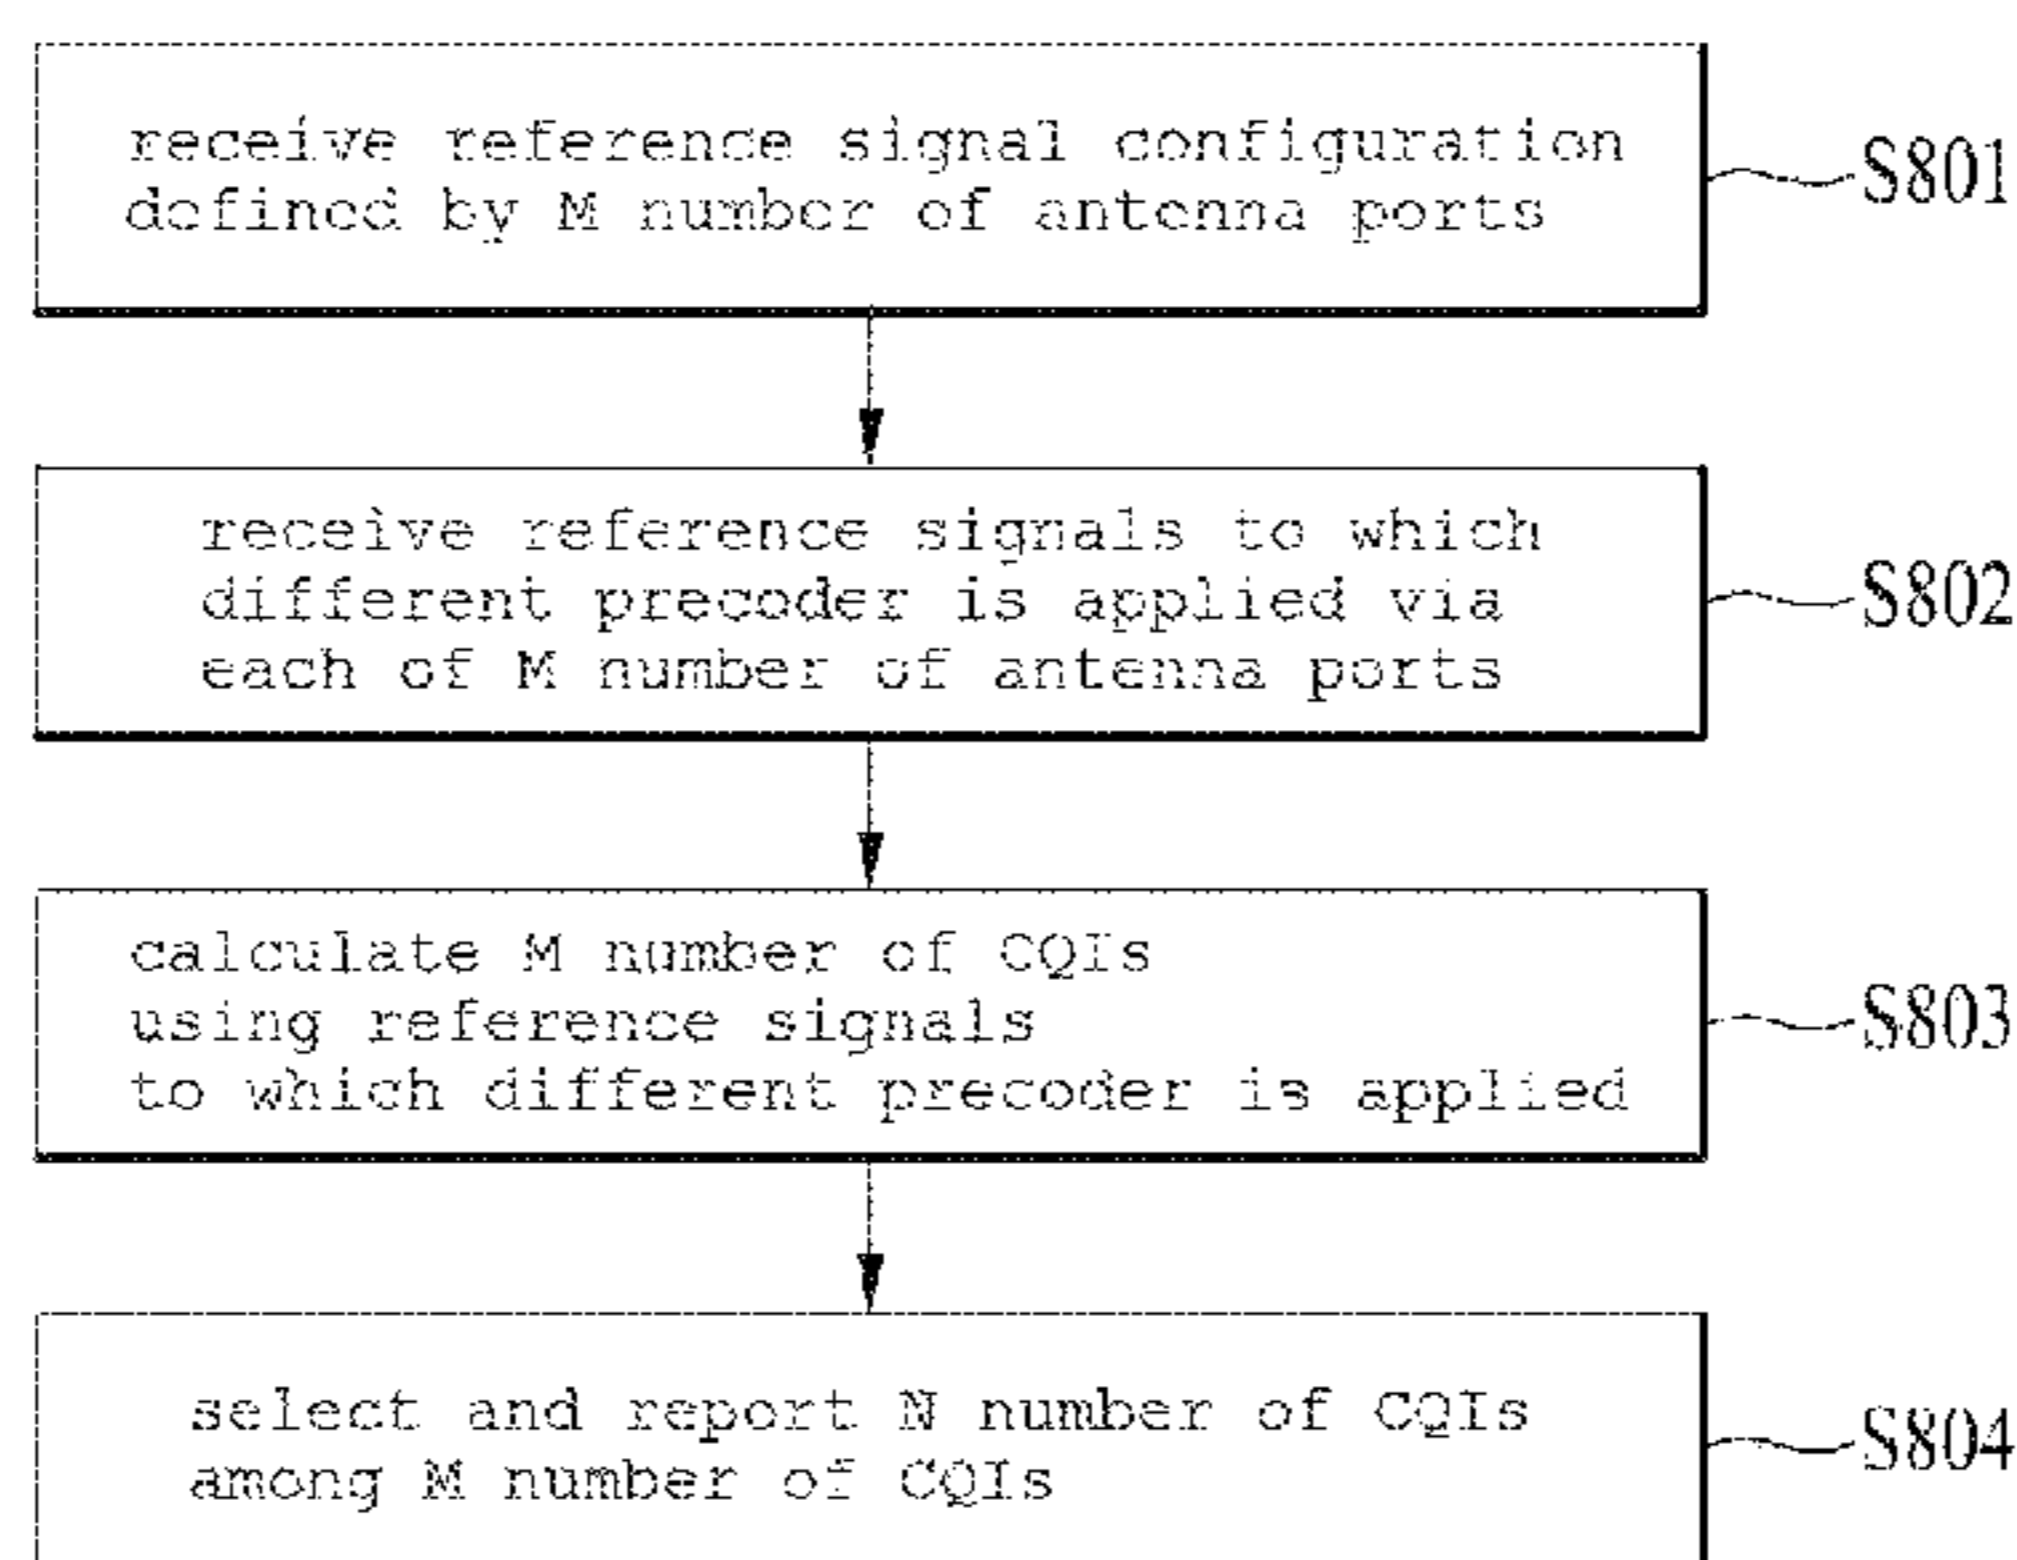 receive reference signal configuration
defined by M number of antenna ports
S801
receive reference signals to which
different precoder is applied via
each of M number of antenna ports
S802
calculate M number of CQIs
using reference signals
to which different precoder is applied
S803
select and report N number of CQIs
among M number of CQIs
S804